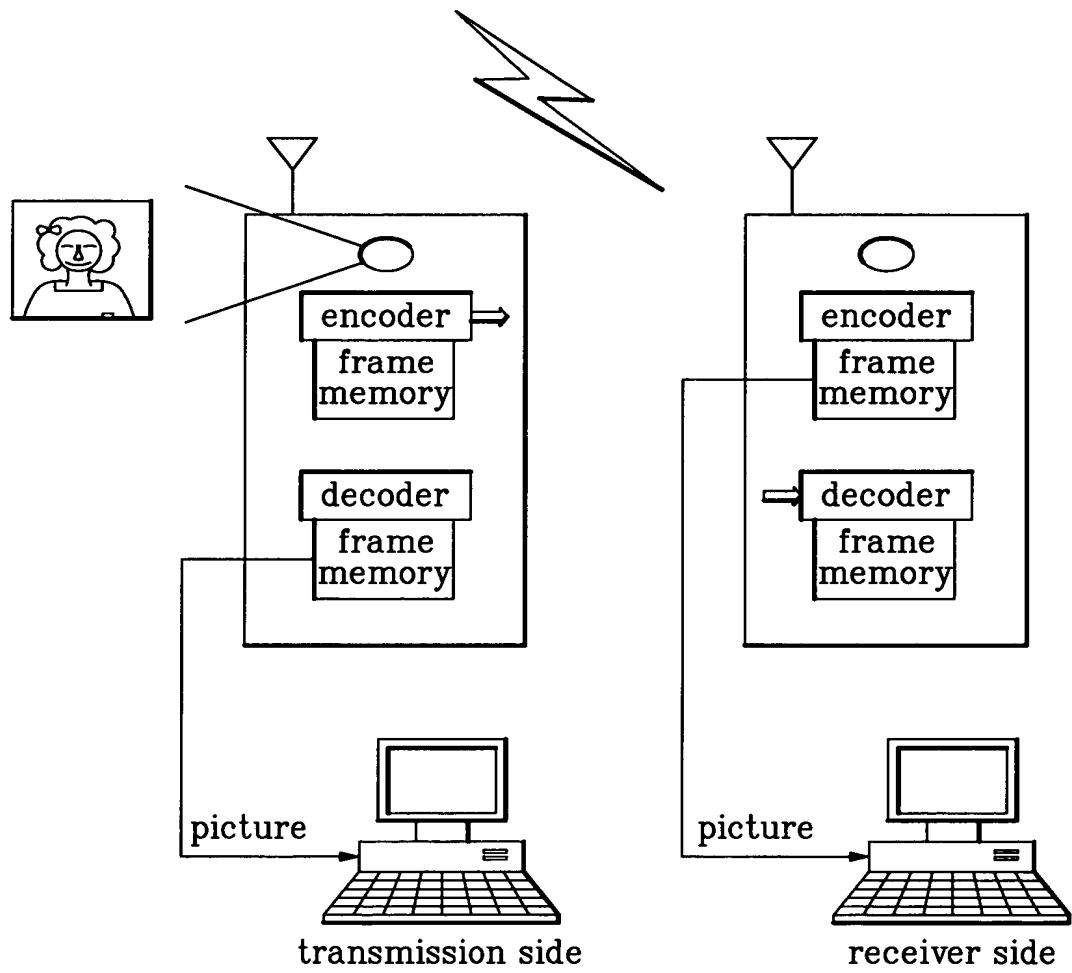 encoder
frame
memory
decoder
frame
memory
picture
transmission side
encoder
frame
memory
decoder
frame
memory
picture
receiver side